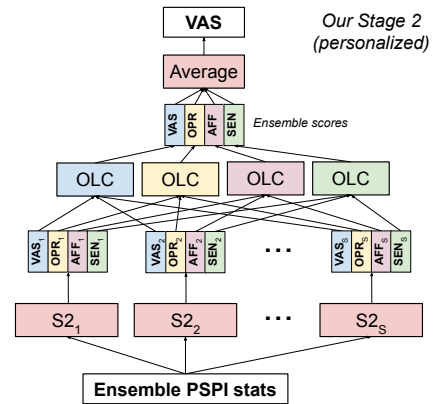 VAS
Our Stage 2
(personalized)
Average
VAS OPR AFF SEN
Ensemble scores
OLC OLC OLC OLC
VAS1 OPR1 AFF1 SEN1 VAS2 OPR2 AFF2 SEN2 ... VASS OPRS AFFS SENS
S21 S22 ... S2S
Ensemble PSPI stats